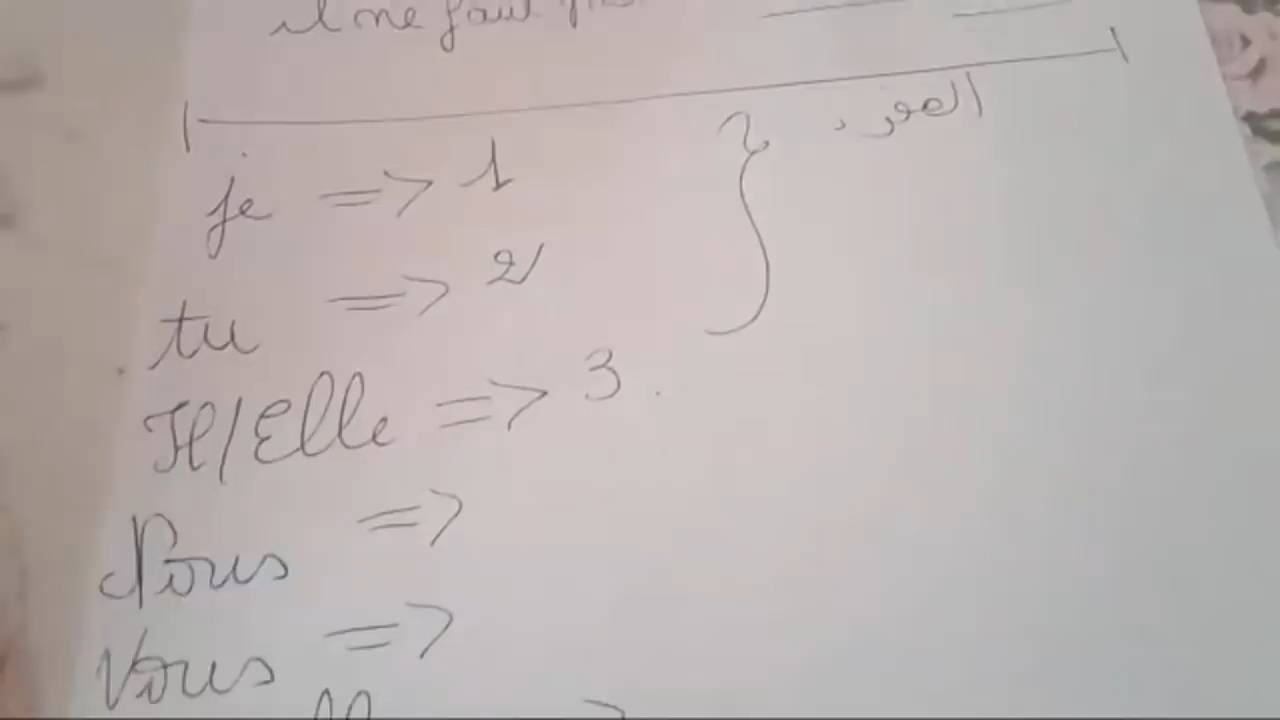 il ne faut
je => 1
tu => 2
Il/Elle => 3.
Nous =>
Vous =>